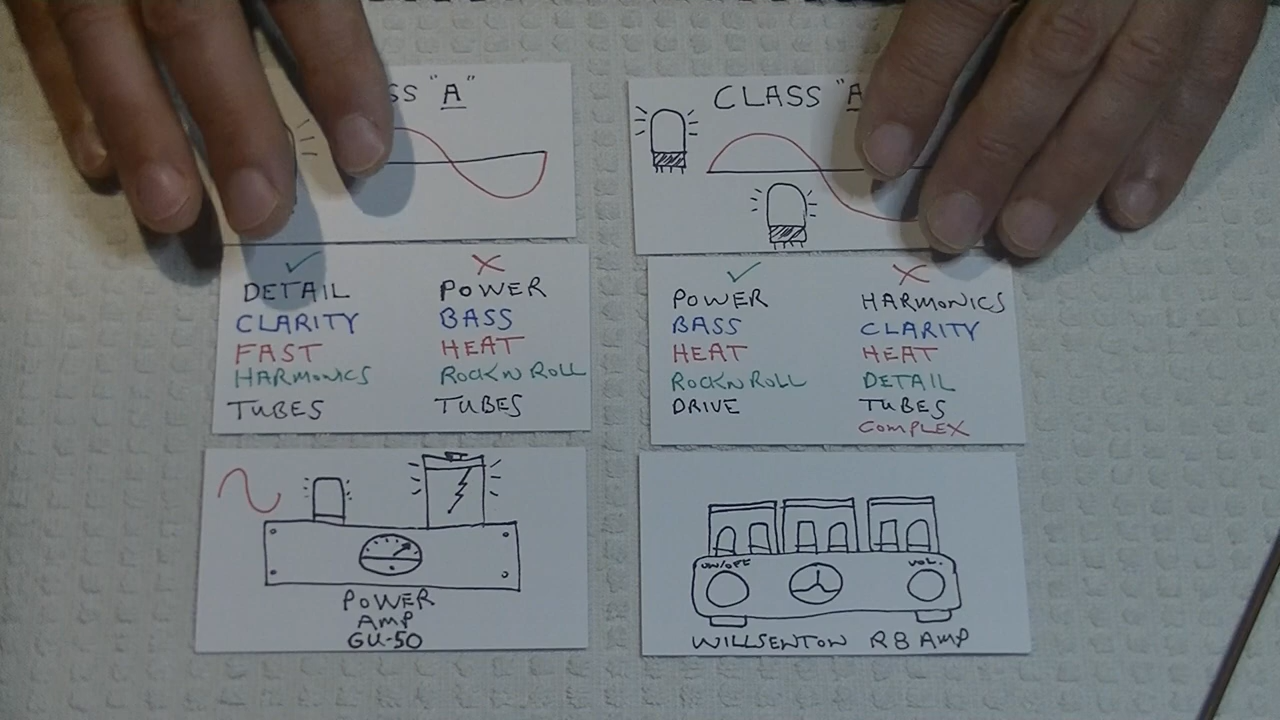 SS "A"
CLASS "A
✓ ✗
DETAIL POWER
CLARITY BASS
FAST HEAT
HARMONICS ROCK N ROLL
TUBES TUBES
✓ ✗
POWER HARMONICS
BASS CLARITY
HEAT HEAT
ROCK N ROLL DETAIL
DRIVE TUBES
COMPLEX
POWER
AMP
GU-50
ON/OFF VOL.
WILLSENTON R8 AMP